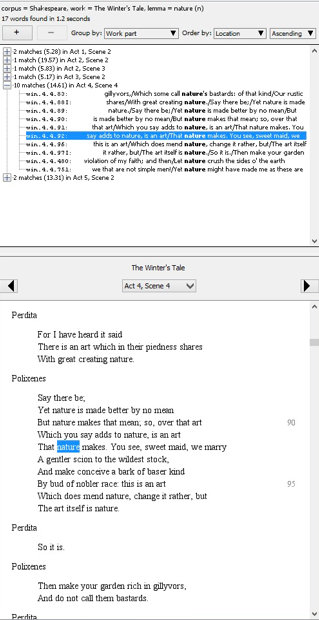 corpus = Shakespeare, work = The Winter's Tale, lemma = nature (n)
17 words found in 1.2 seconds
+ − Group by: Work part Order by: Location Ascending
2 matches (5.28) in Act 1, Scene 2
1 match (19.57) in Act 2, Scene 2
1 match (5.83) in Act 2, Scene 3
1 match (5.17) in Act 3, Scene 2
10 matches (14.61) in Act 4, Scene 4
win.4.4.83: gillyvors,/Which some call nature's bastards: of that kind/Our rustic
win.4.4.88I: shares/With great creating nature./Say there be;/Yet nature is made
win.4.4.89: nature./Say there be;/Yet nature is made better by no mean/But
win.4.4.90: is made better by no mean/But nature makes that mean; so, over that
win.4.4.91: that art/Which you say adds to nature, is an art/That nature makes. You
win.4.4.92: say adds to nature, is an art/That nature makes. You see, sweet maid, we
win.4.4.96: this is an art/Which does mend nature, change it rather, but/The art itself
win.4.4.97I: it rather, but/The art itself is nature./So it is./Then make your garden
win.4.4.480: violation of my faith; and then/Let nature crush the sides o' the earth
win.4.4.751: we that are not simple men!/Yet nature might have made me as these are
2 matches (13.31) in Act 5, Scene 2
The Winter's Tale
Act 4, Scene 4
Perdita
For I have heard it said
There is an art which in their piedness shares
With great creating nature.
Polixenes
Say there be;
Yet nature is made better by no mean
But nature makes that mean; so, over that art 90
Which you say adds to nature, is an art
That nature makes. You see, sweet maid, we marry
A gentler scion to the wildest stock,
And make conceive a bark of baser kind
By bud of nobler race: this is an art 95
Which does mend nature, change it rather, but
The art itself is nature.
Perdita
So it is.
Polixenes
Then make your garden rich in gillyvors,
And do not call them bastards.
Perdita